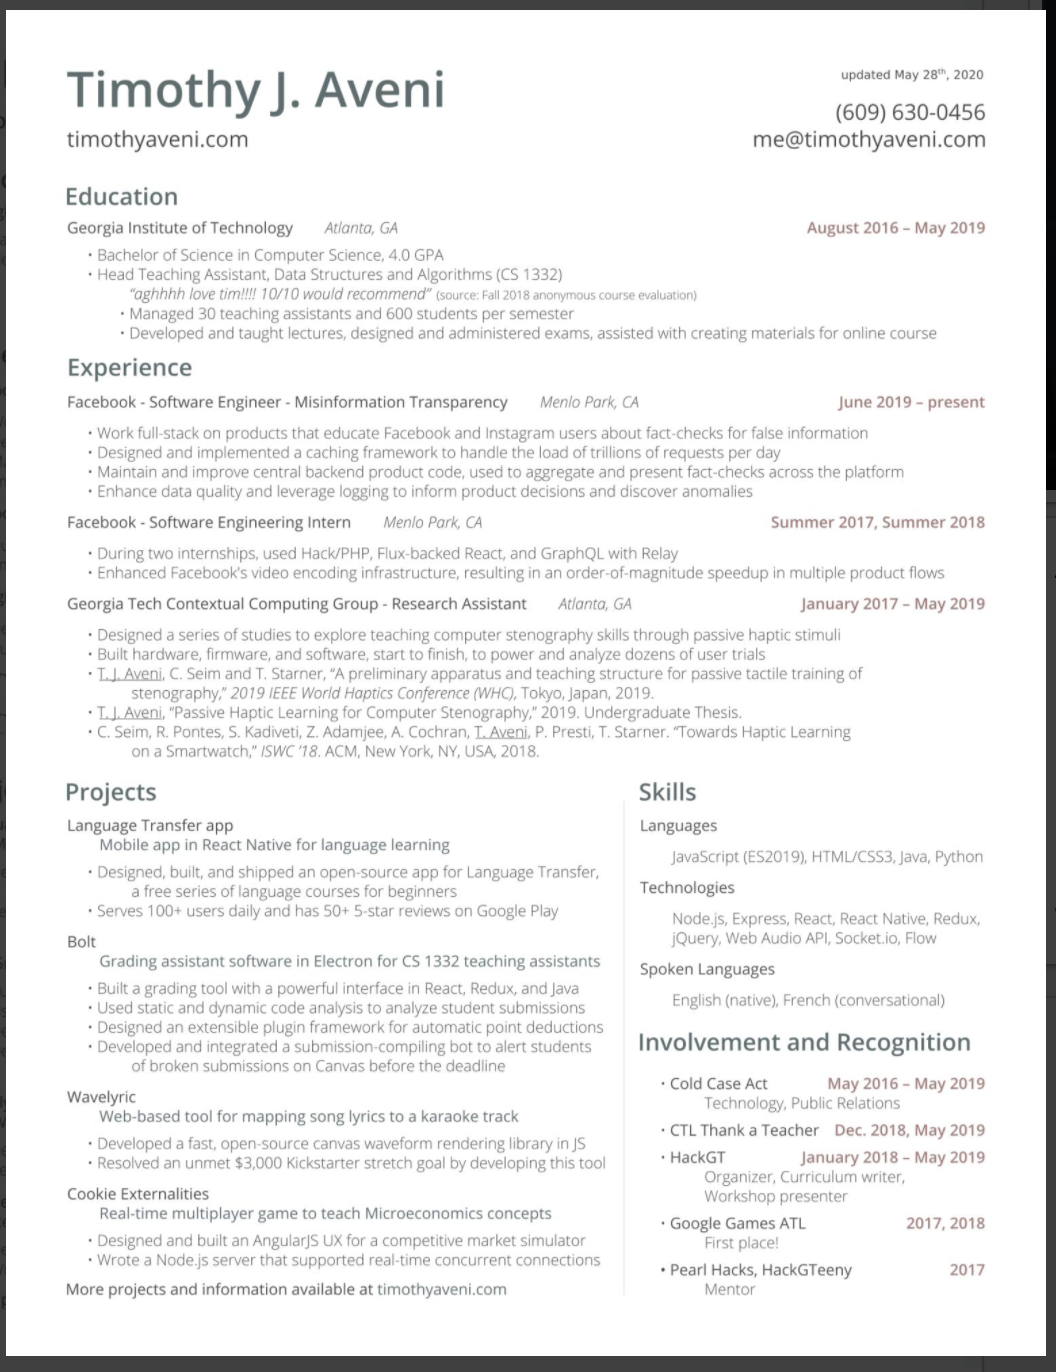 Timothy J. Aveni
updated May 28th, 2020
(609) 630-0456
timothyaveni.com
me@timothyaveni.com
Education
Georgia Institute of Technology Atlanta, GA August 2016 – May 2019
• Bachelor of Science in Computer Science, 4.0 GPA
• Head Teaching Assistant, Data Structures and Algorithms (CS 1332)
“aghhhh love tim!!!! 10/10 would recommend” (source: Fall 2018 anonymous course evaluation)
• Managed 30 teaching assistants and 600 students per semester
• Developed and taught lectures, designed and administered exams, assisted with creating materials for online course
Experience
Facebook - Software Engineer - Misinformation Transparency Menlo Park, CA June 2019 – present
• Work full-stack on products that educate Facebook and Instagram users about fact-checks for false information
• Designed and implemented a caching framework to handle the load of trillions of requests per day
• Maintain and improve central backend product code, used to aggregate and present fact-checks across the platform
• Enhance data quality and leverage logging to inform product decisions and discover anomalies
Facebook - Software Engineering Intern Menlo Park, CA Summer 2017, Summer 2018
• During two internships, used Hack/PHP, Flux-backed React, and GraphQL with Relay
• Enhanced Facebook's video encoding infrastructure, resulting in an order-of-magnitude speedup in multiple product flows
Georgia Tech Contextual Computing Group - Research Assistant Atlanta, GA January 2017 – May 2019
• Designed a series of studies to explore teaching computer stenography skills through passive haptic stimuli
• Built hardware, firmware, and software, start to finish, to power and analyze dozens of user trials
• T. J. Aveni, C. Seim and T. Starner, “A preliminary apparatus and teaching structure for passive tactile training of
stenography,” 2019 IEEE World Haptics Conference (WHC), Tokyo, Japan, 2019.
• T. J. Aveni, “Passive Haptic Learning for Computer Stenography,” 2019. Undergraduate Thesis.
• C. Seim, R. Pontes, S. Kadiveti, Z. Adamjee, A. Cochran, T. Aveni, P. Presti, T. Starner. “Towards Haptic Learning
on a Smartwatch,” ISWC '18. ACM, New York, NY, USA, 2018.
Projects
Language Transfer app
Mobile app in React Native for language learning
• Designed, built, and shipped an open-source app for Language Transfer,
a free series of language courses for beginners
• Serves 100+ users daily and has 50+ 5-star reviews on Google Play
Bolt
Grading assistant software in Electron for CS 1332 teaching assistants
• Built a grading tool with a powerful interface in React, Redux, and Java
• Used static and dynamic code analysis to analyze student submissions
• Designed an extensible plugin framework for automatic point deductions
• Developed and integrated a submission-compiling bot to alert students
of broken submissions on Canvas before the deadline
Wavelyric
Web-based tool for mapping song lyrics to a karaoke track
• Developed a fast, open-source canvas waveform rendering library in JS
• Resolved an unmet $3,000 Kickstarter stretch goal by developing this tool
Cookie Externalities
Real-time multiplayer game to teach Microeconomics concepts
• Designed and built an AngularJS UX for a competitive market simulator
• Wrote a Node.js server that supported real-time concurrent connections
More projects and information available at timothyaveni.com
Skills
Languages
JavaScript (ES2019), HTML/CSS3, Java, Python
Technologies
Node.js, Express, React, React Native, Redux,
jQuery, Web Audio API, Socket.io, Flow
Spoken Languages
English (native), French (conversational)
Involvement and Recognition
• Cold Case Act May 2016 – May 2019
Technology, Public Relations
• CTL Thank a Teacher Dec. 2018, May 2019
• HackGT January 2018 – May 2019
Organizer, Curriculum writer,
Workshop presenter
• Google Games ATL 2017, 2018
First place!
• Pearl Hacks, HackGTeeny 2017
Mentor